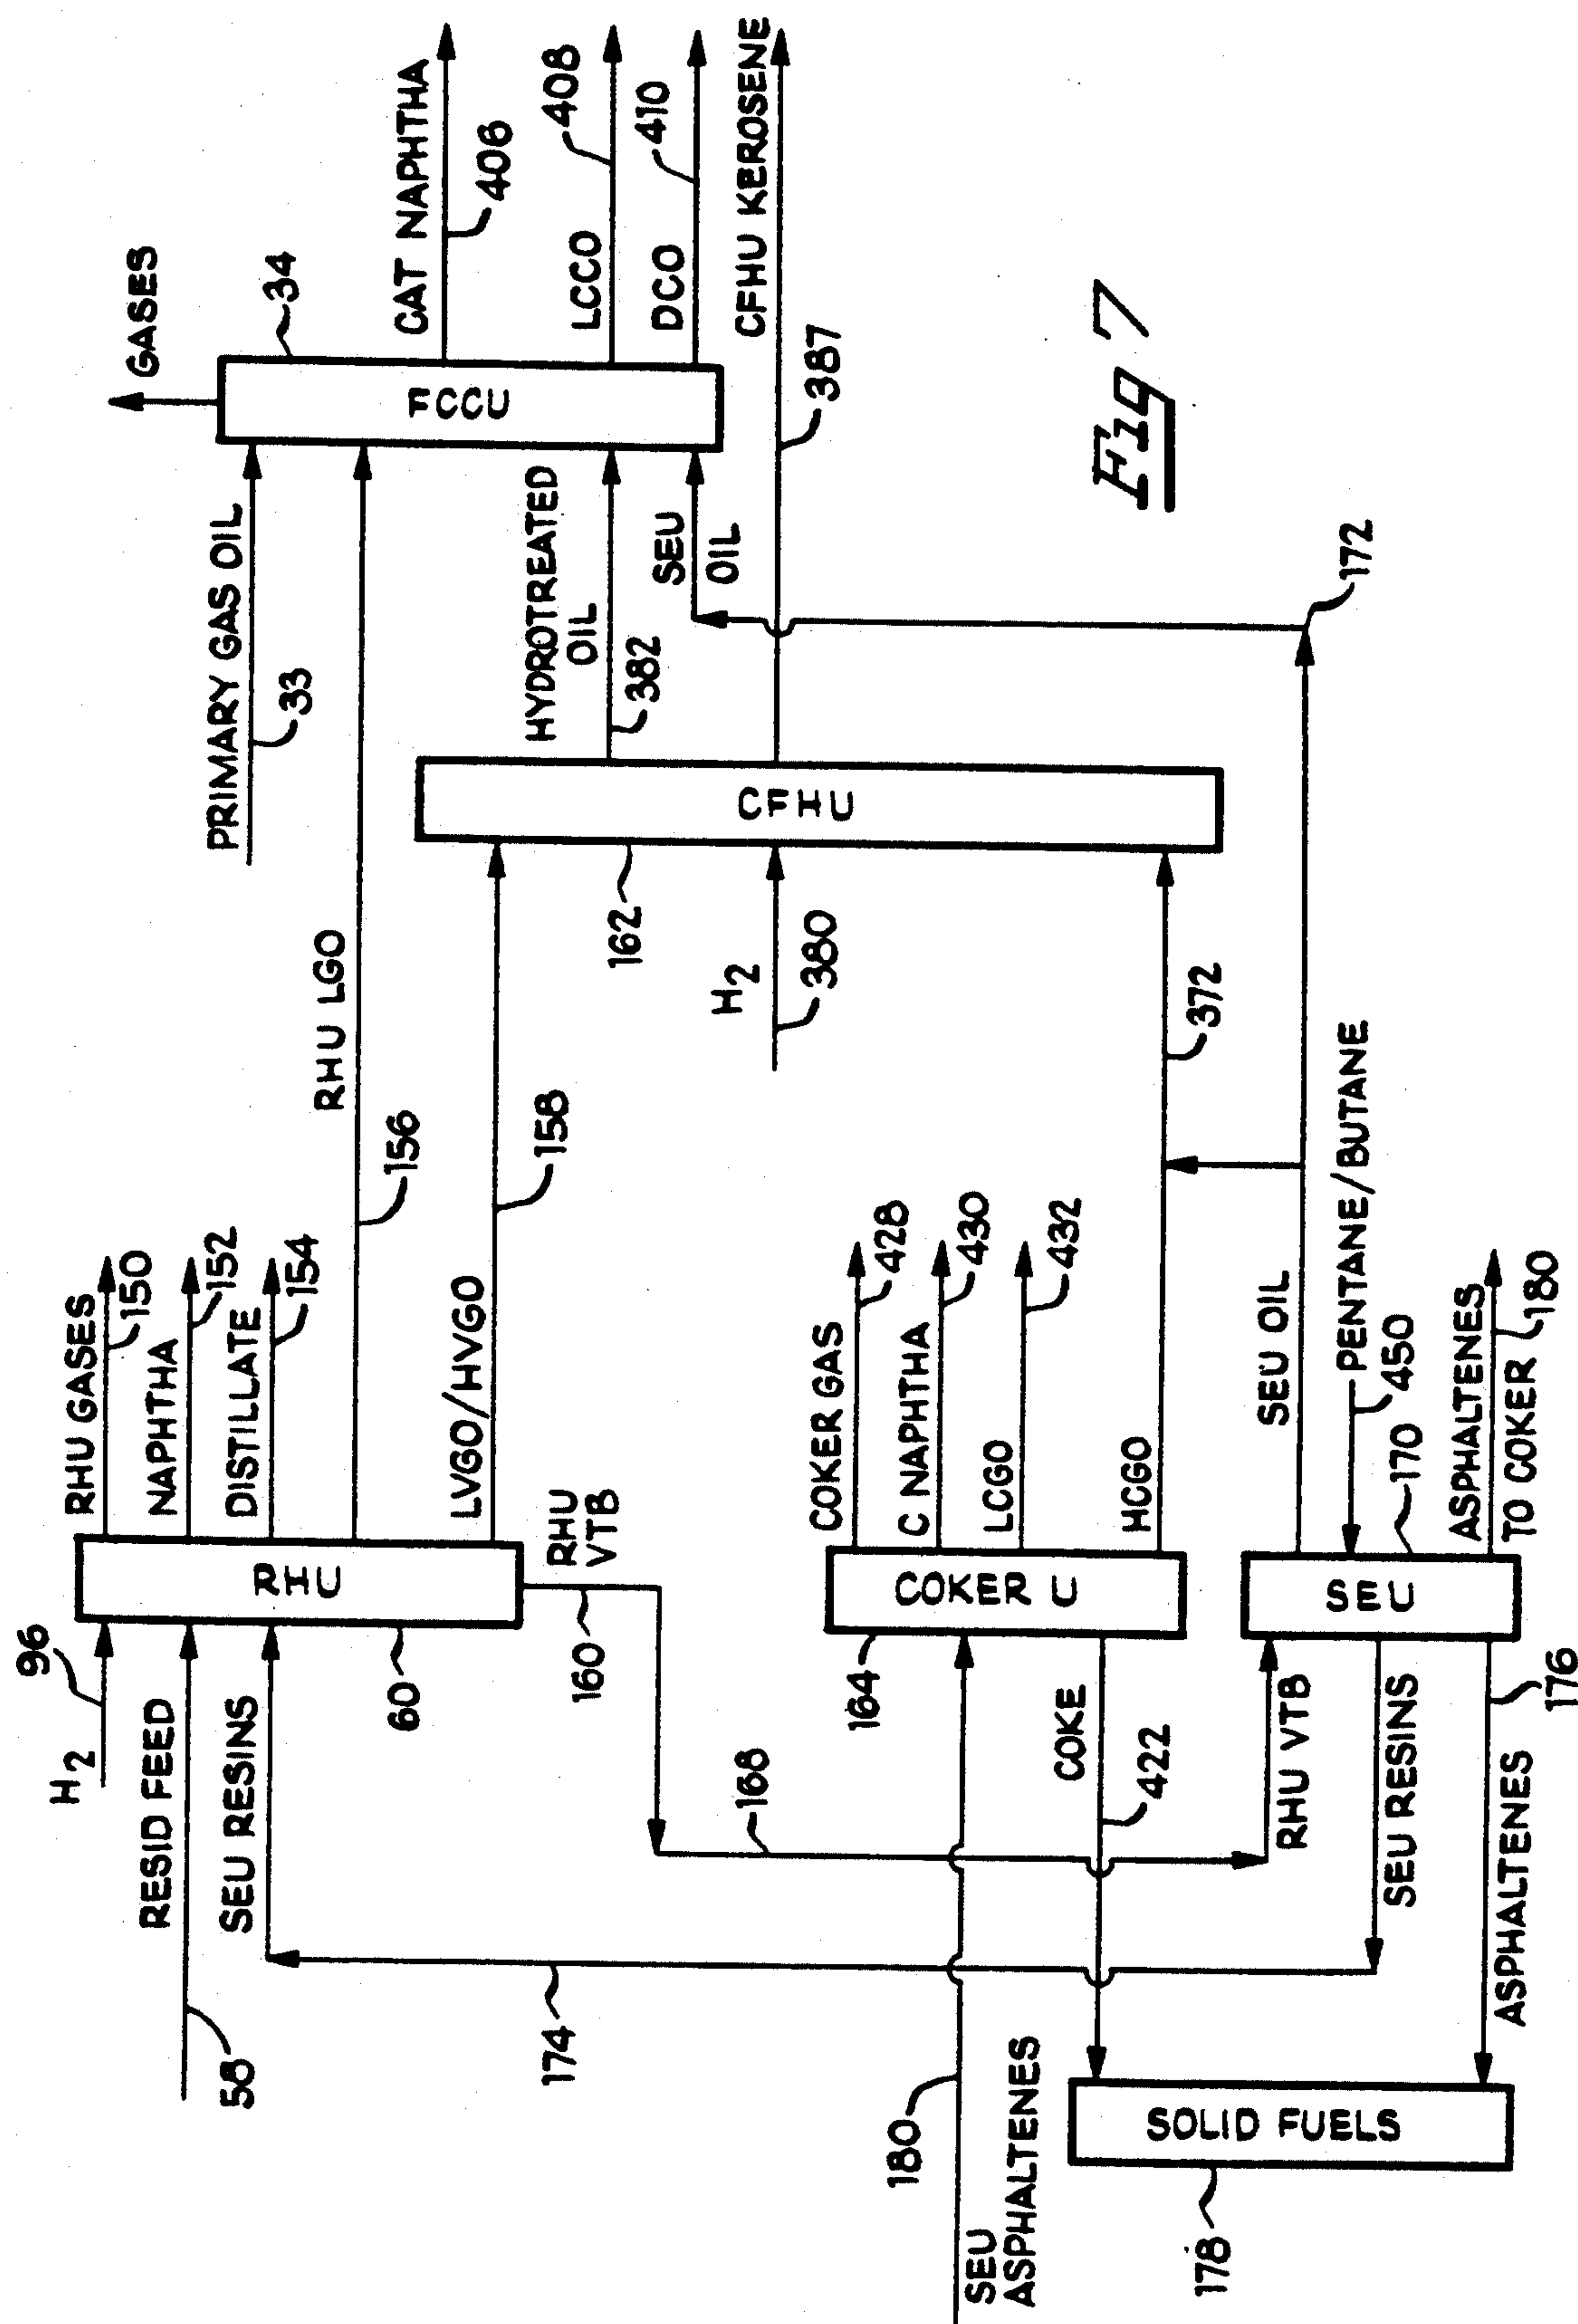 GASES
34
FCCU
PRIMARY GAS OIL
33
CAT NAPHTHA
406
LCCO
408
DCO
410
CFHU KEROSENE
387
HYDROTREATED
OIL
382
SEU
OIL
172
RHU LGO
156
CFHU
162
H2
380
372
RHU GASES
150
NAPHTHA
152
DISTILLATE
154
LVGO/HVGO
158
RHU
VTB
160
RHU
60
96
H2
RESID FEED
58
SEU RESINS
174
168
COKER GAS
428
C NAPHTHA
430
LCGO
432
HCGO
COKER U
164
COKE
422
SEU OIL
PENTANE/BUTANE
450
170
SEU
ASPHALTENES
TO COKER
180
RHU VTB
SEU RESINS
176
ASPHALTENES
180
SEU
ASPHALTENES
SOLID FUELS
178
Fig 7